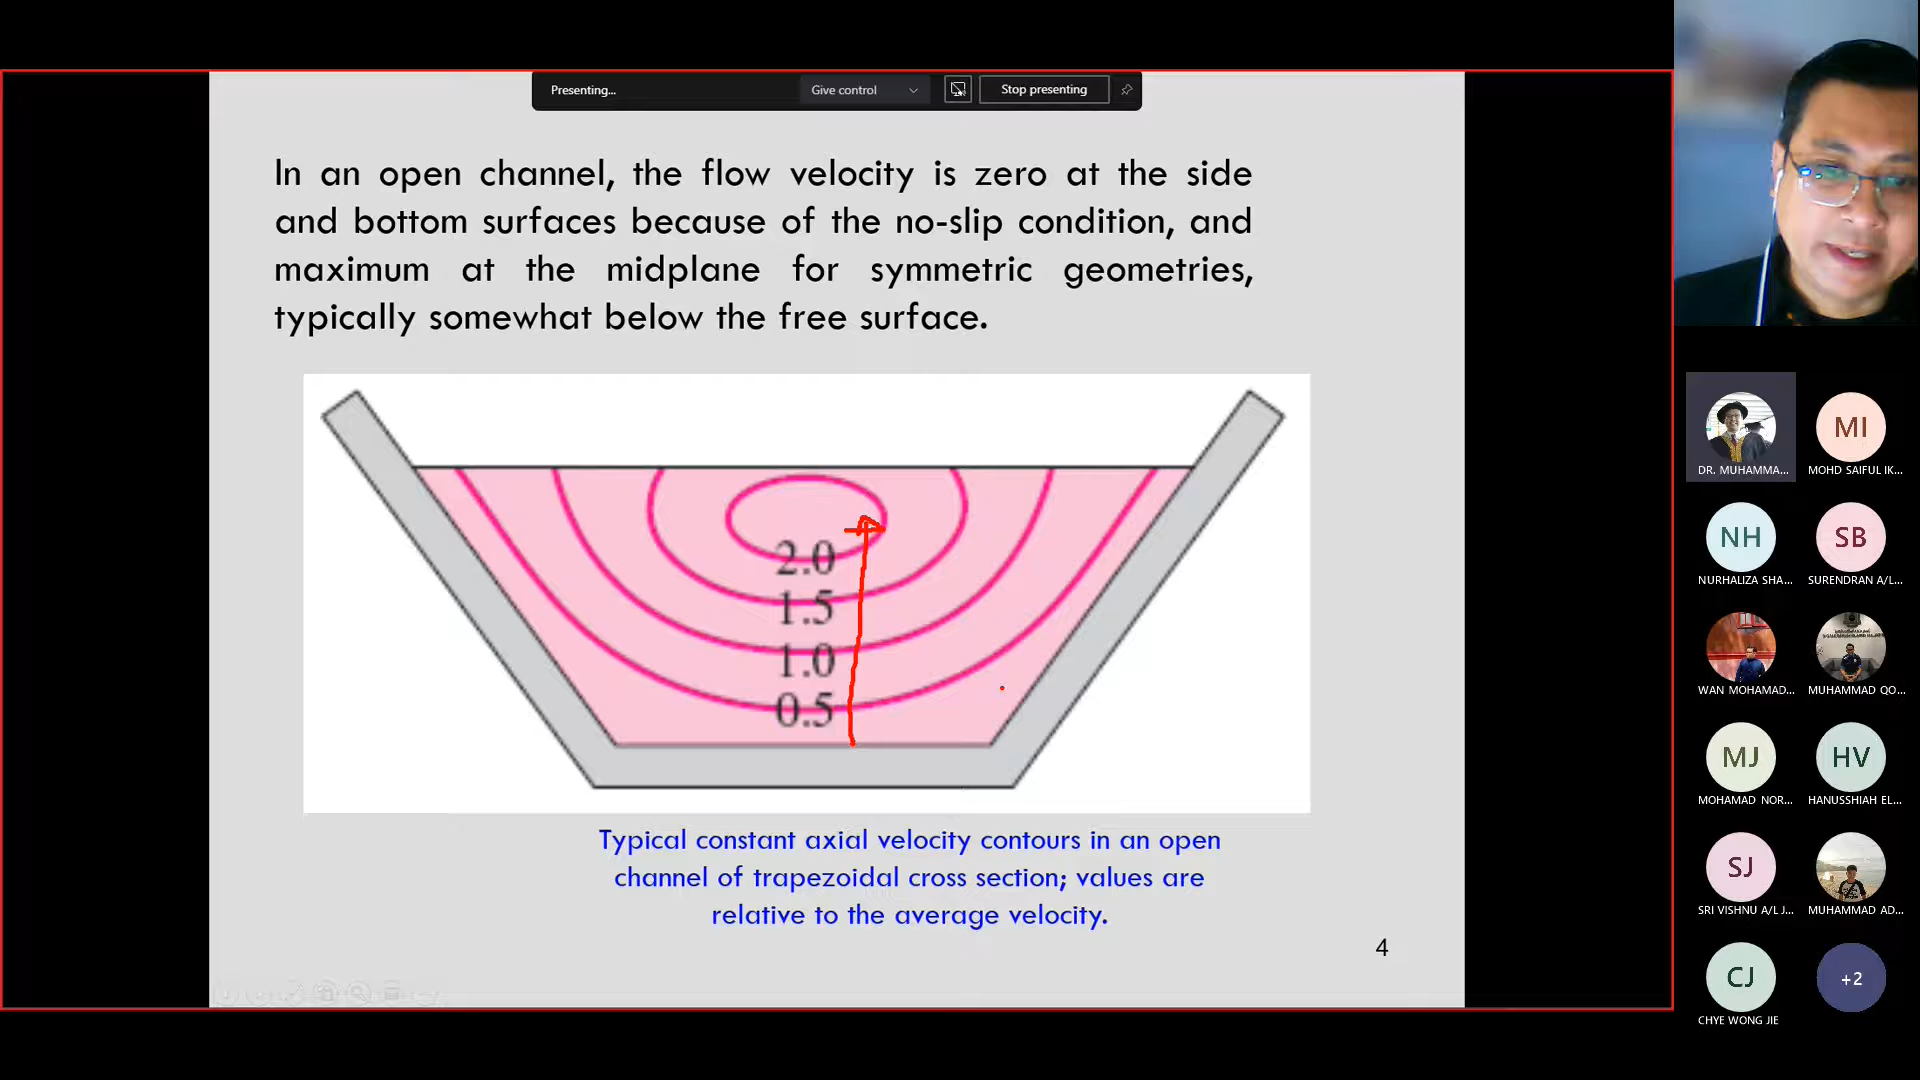 Presenting...
Give control
Stop presenting
In an open channel, the flow velocity is zero at the side
and bottom surfaces because of the no-slip condition, and
maximum at the midplane for symmetric geometries,
typically somewhat below the free surface.
2.0
1.5
1.0
0.5
Typical constant axial velocity contours in an open
channel of trapezoidal cross section; values are
relative to the average velocity.
4
DR. MUHAMMA...
MI
MOHD SAIFUL IK...
NH
NURHALIZA SHA...
SB
SURENDRAN A/L...
WAN MOHAMAD...
MUHAMMAD QO...
MJ
MOHAMAD NOR...
HV
HANUSSHIAH EL...
SJ
SRI VISHNU A/L J...
MUHAMMAD AD...
CJ
CHYE WONG JIE
+2